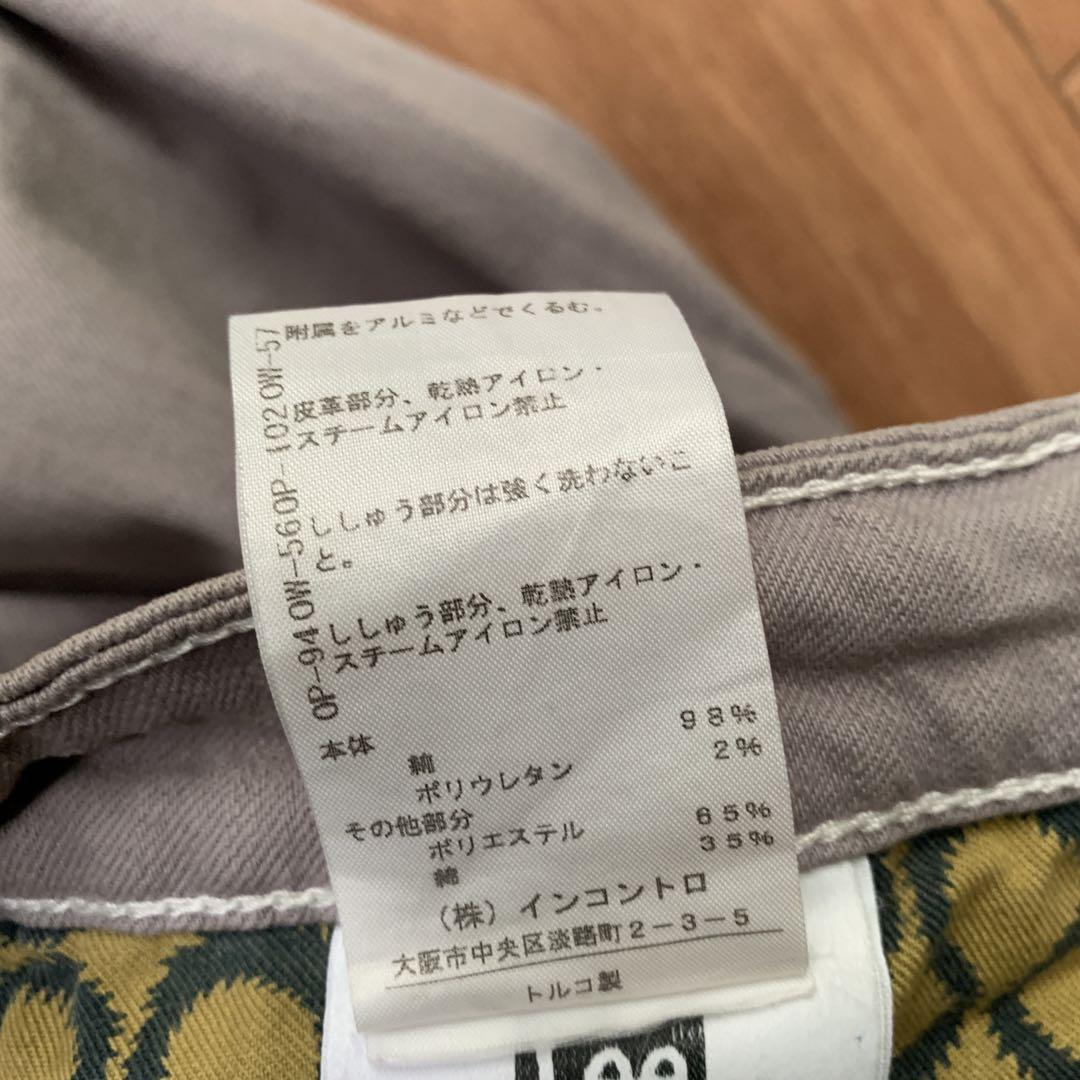 附属をアルミなどでくるむ。
皮革部分、乾熱アイロン・
スチームアイロン禁止
ししゅう部分は強く洗わないこ
と。
ししゅう部分、乾熱アイロン・
スチームアイロン禁止
本体
綿 98%
ポリウレタン 2%
その他部分
ポリエステル 65%
綿 35%
(株)インコントロ
大阪市中央区淡路町2-3-5
トルコ製
OP-940W-560P-1020W-57